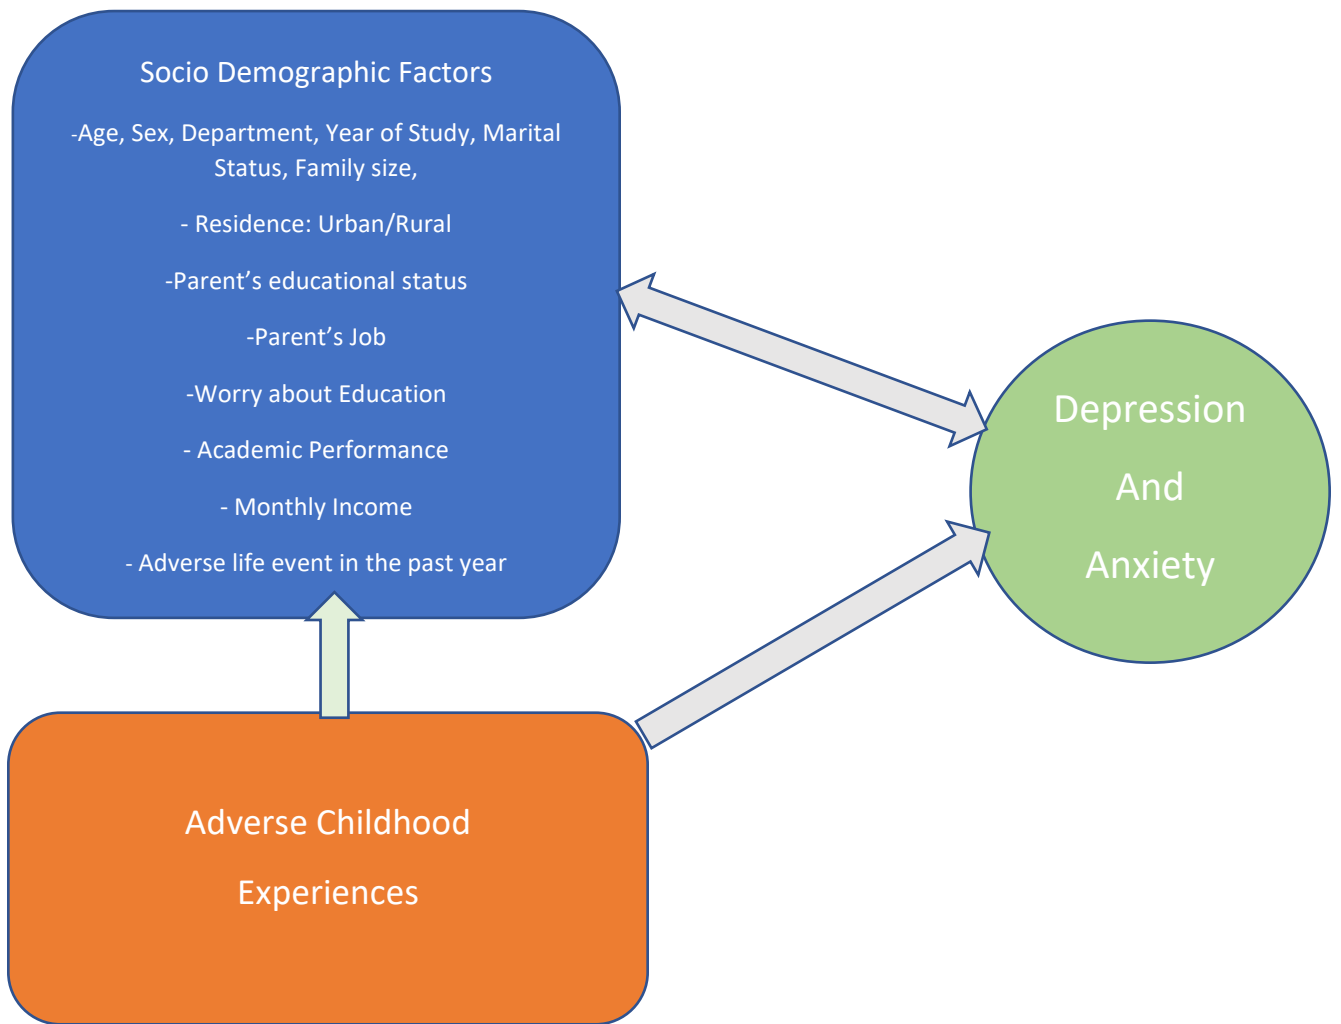 Socio Demographic Factors
-Age, Sex, Department, Year of Study, Marital
Status, Family size,
- Residence: Urban/Rural
-Parent’s educational status
-Parent’s Job
-Worry about Education
- Academic Performance
- Monthly Income
- Adverse life event in the past year
Depression
And
Anxiety
Adverse Childhood
Experiences